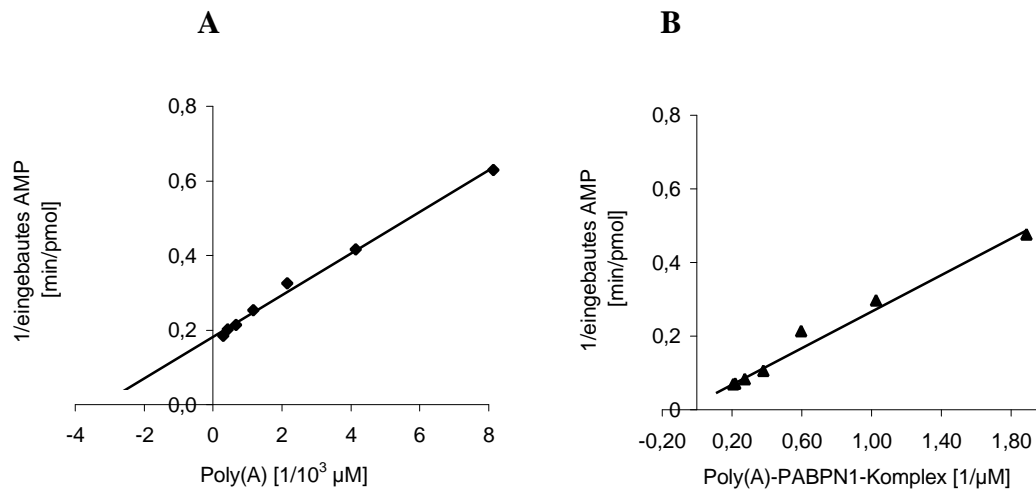 A
B
1/eingebautes AMP
[min/pmol]
0,8
0,6
0,4
0,2
0,0
-4
-2
0
2
4
6
8
Poly(A) [1/10³ µM]
1/eingebautes AMP
[min/pmol]
0,8
0,6
0,4
0,2
0
-0,20
0,20
0,60
1,00
1,40
1,80
Poly(A)-PABPN1-Komplex [1/µM]